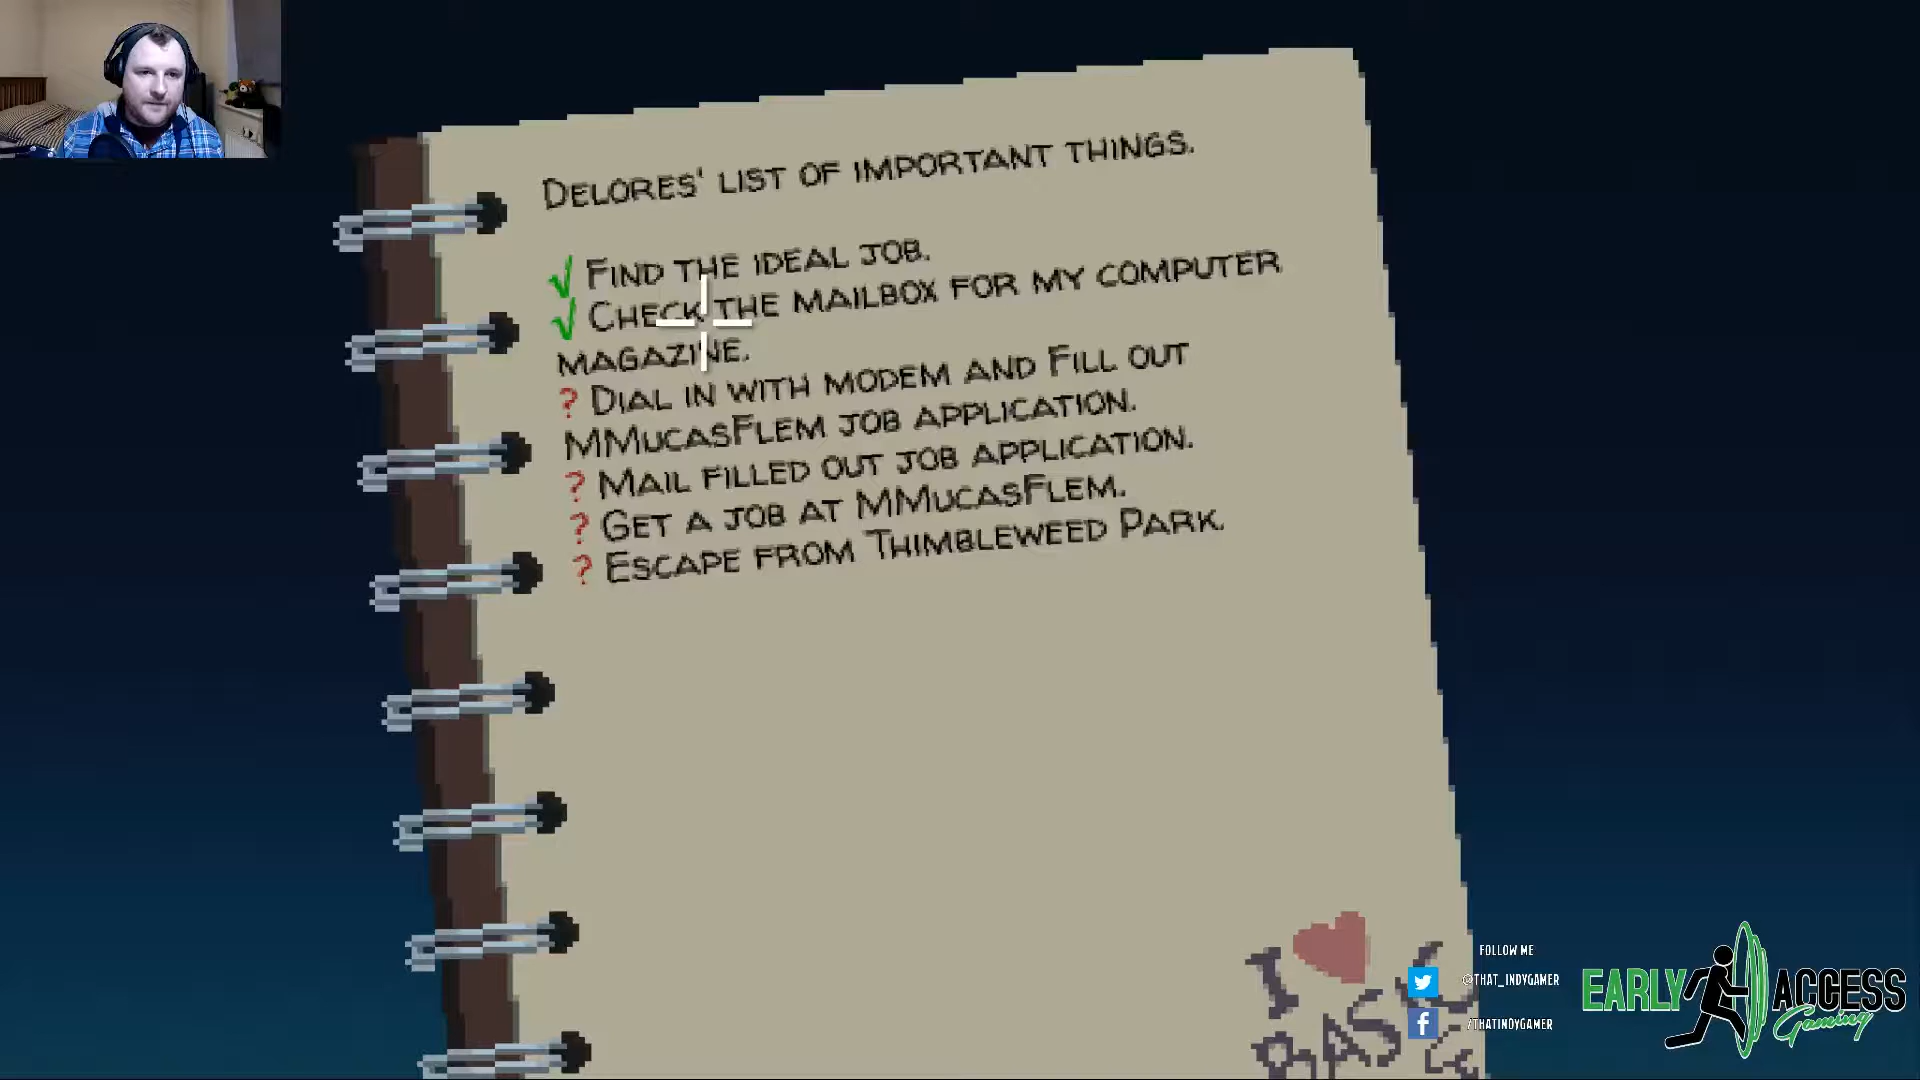 DELORES' LIST OF IMPORTANT THINGS.
√ FIND THE IDEAL JOB.
√ CHECK THE MAILBOX FOR MY COMPUTER
MAGAZINE.
? DIAL IN WITH MODEM AND FILL OUT
MMUCASFLEM JOB APPLICATION.
? MAIL FILLED OUT JOB APPLICATION.
? GET A JOB AT MMUCASFLEM.
? ESCAPE FROM THIMBLEWEED PARK.
I
FOLLOW ME
@THAT_INDYGAMER
/THATINDYGAMER
EARLY ACCESS
Gaming